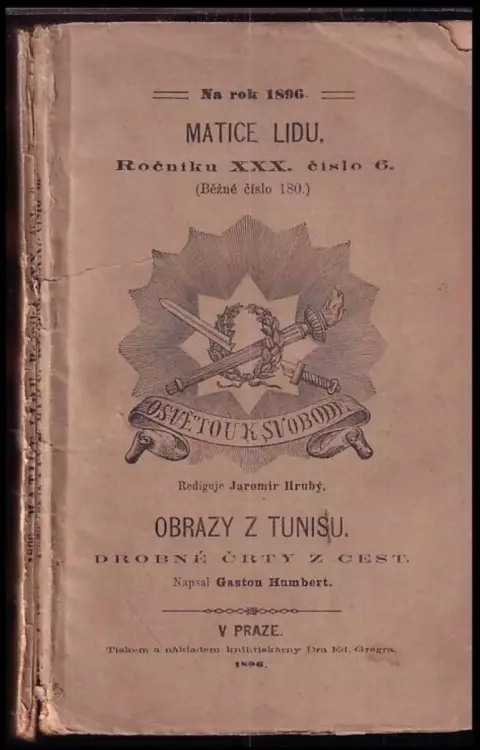 Na rok 1896.
MATICE LIDU.
Ročníku XXX. číslo 6.
(Běžné číslo 180.)
OSVĚTOU K SVOBODĚ
Rediguje Jaromír Hrubý.
OBRAZY Z TUNISU.
DROBNÉ ČRTY Z CEST.
Napsal Gaston Humbert.
V PRAZE.
Tiskem a nákladem knihtiskárny Dra Ed. Grégra.
1896.